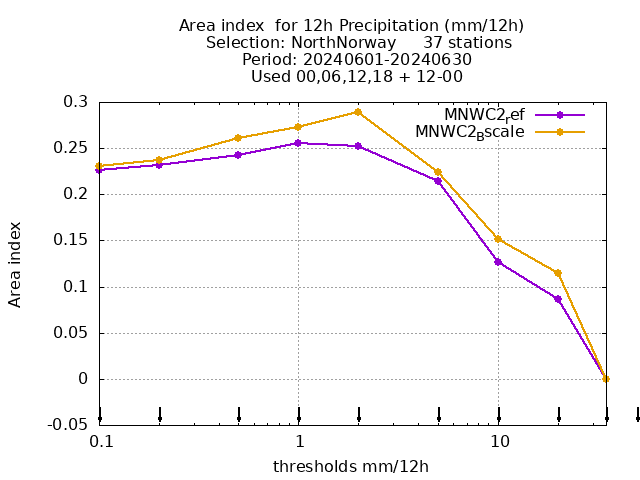 Area index  for 12h Precipitation (mm/12h)
Selection: NorthNorway     37 stations
Period: 20240601-20240630
Used 00,06,12,18 + 12-00
MNWC2ref
MNWC2Bscale
0.3
0.25
0.2
0.15
0.1
0.05
0
-0.05
Area index
0.1
1
10
thresholds mm/12h